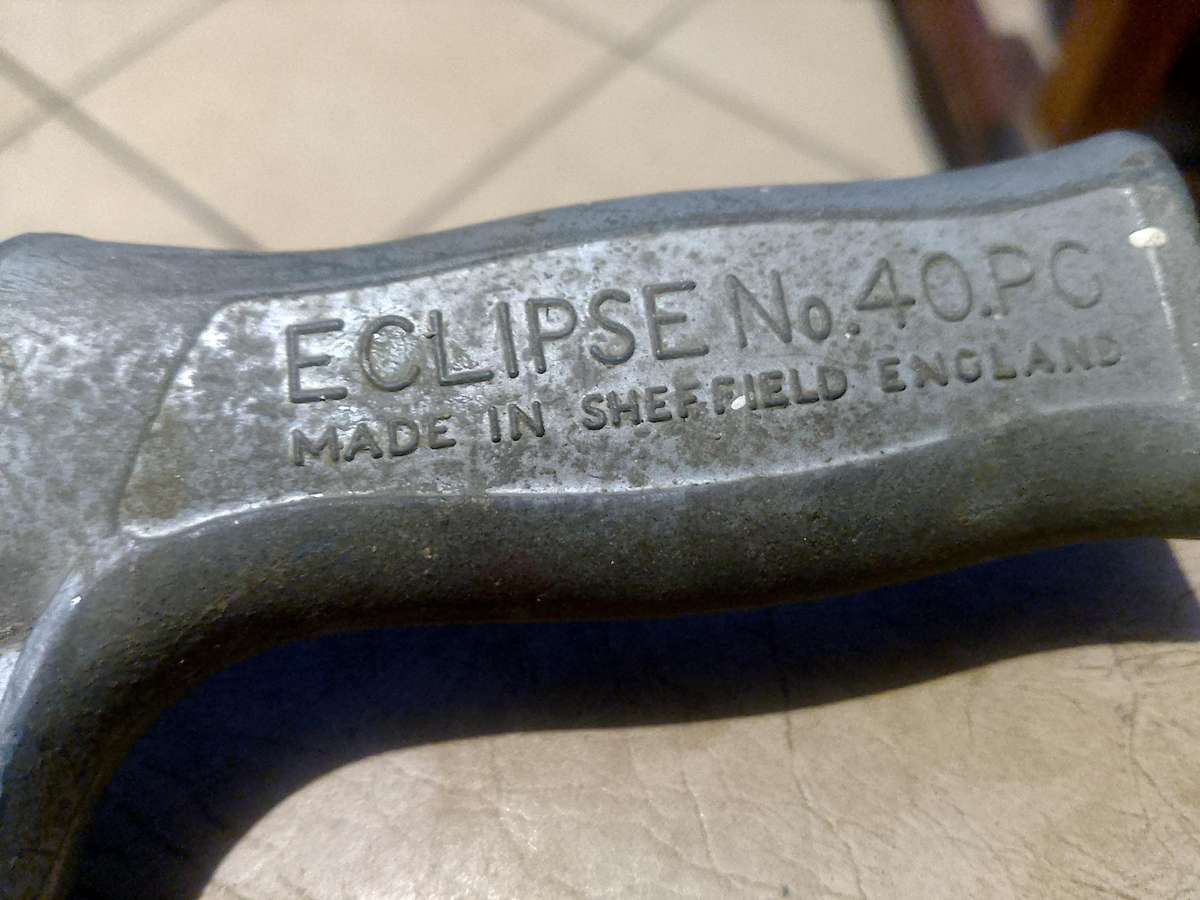 ECLIPSE No. 40.PG
MADE IN SHEFFIELD ENGLAND